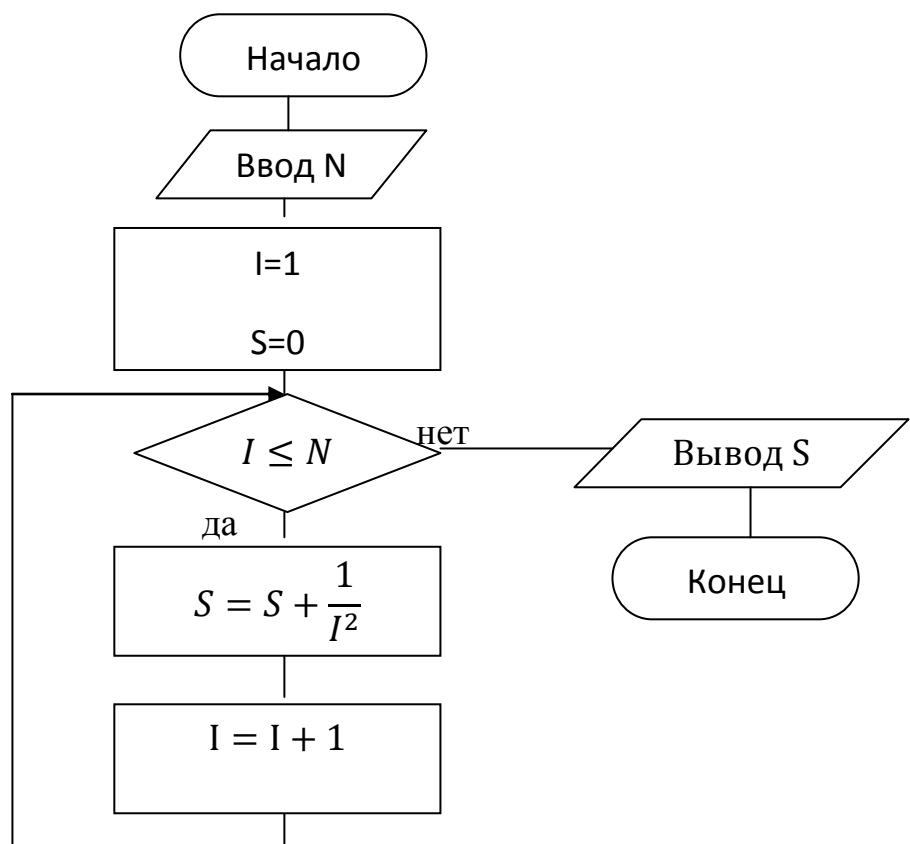 Начало
Ввод N
I=1
S=0
I ≤ N
нет
Вывод S
Конец
да
S = S + 1/I²
I = I + 1